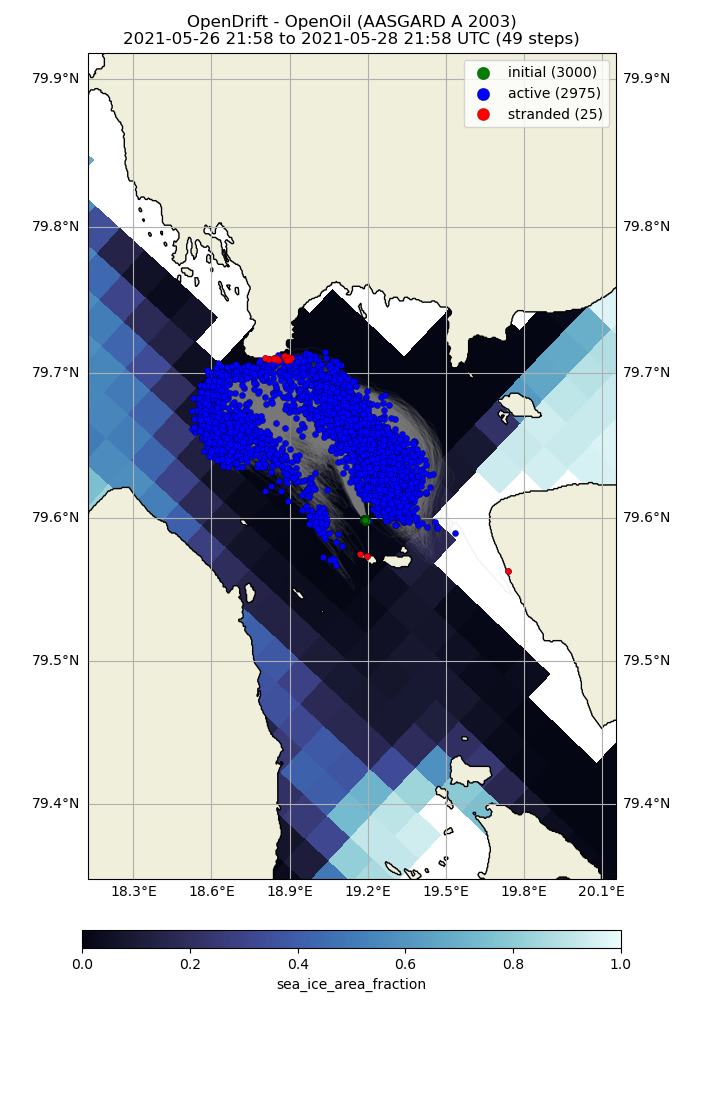 OpenDrift - OpenOil (AASGARD A 2003)
2021-05-26 21:58 to 2021-05-28 21:58 UTC (49 steps)
initial (3000)
active (2975)
stranded (25)
79.9°N 79.9°N
79.8°N 79.8°N
79.7°N 79.7°N
79.6°N 79.6°N
79.5°N 79.5°N
79.4°N 79.4°N
18.3°E 18.6°E 18.9°E 19.2°E 19.5°E 19.8°E 20.1°E
0.0 0.2 0.4 0.6 0.8 1.0
sea_ice_area_fraction